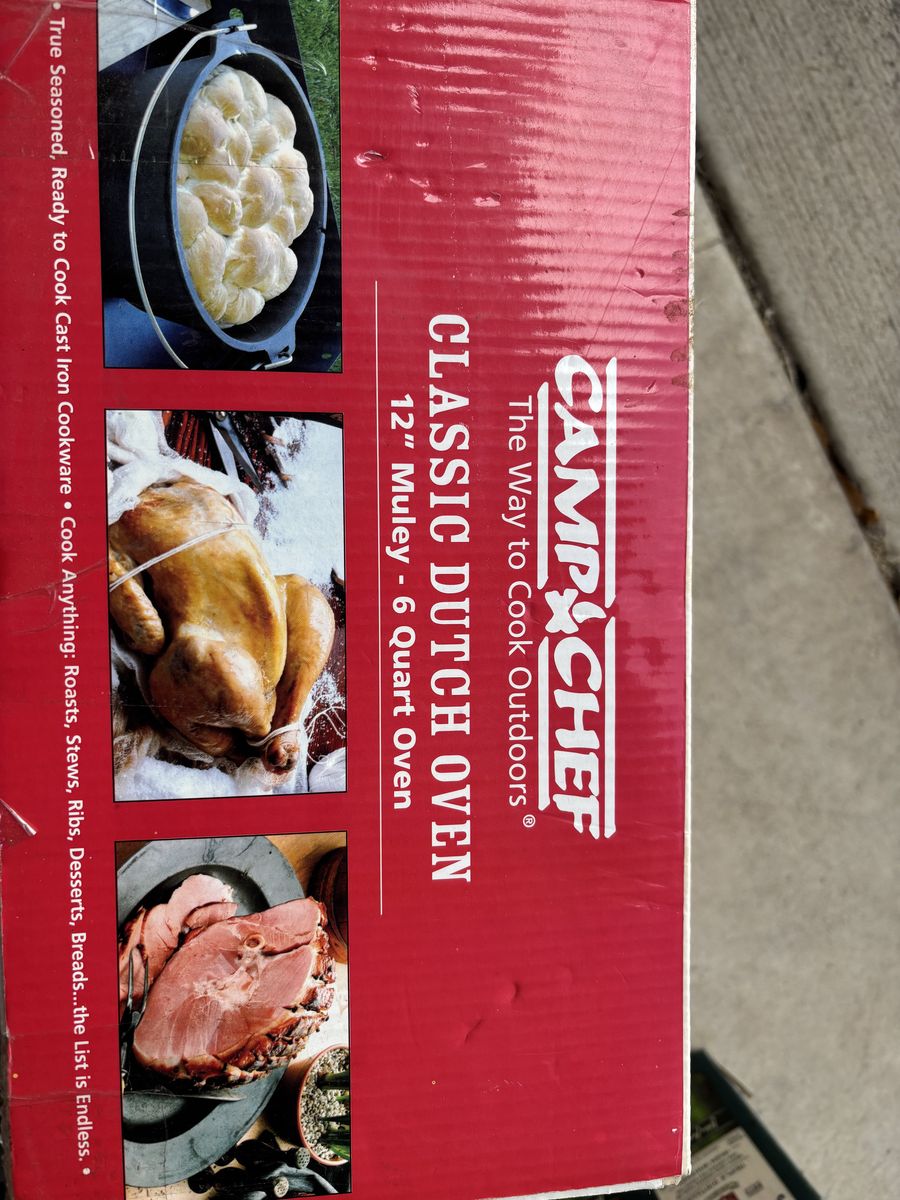 CAMP CHEF
The Way to Cook Outdoors ®
CLASSIC DUTCH OVEN
12" Muley - 6 Quart Oven
• True Seasoned, Ready to Cook Cast Iron Cookware • Cook Anything: Roasts, Stews, Ribs, Desserts, Breads...the List is Endless. •